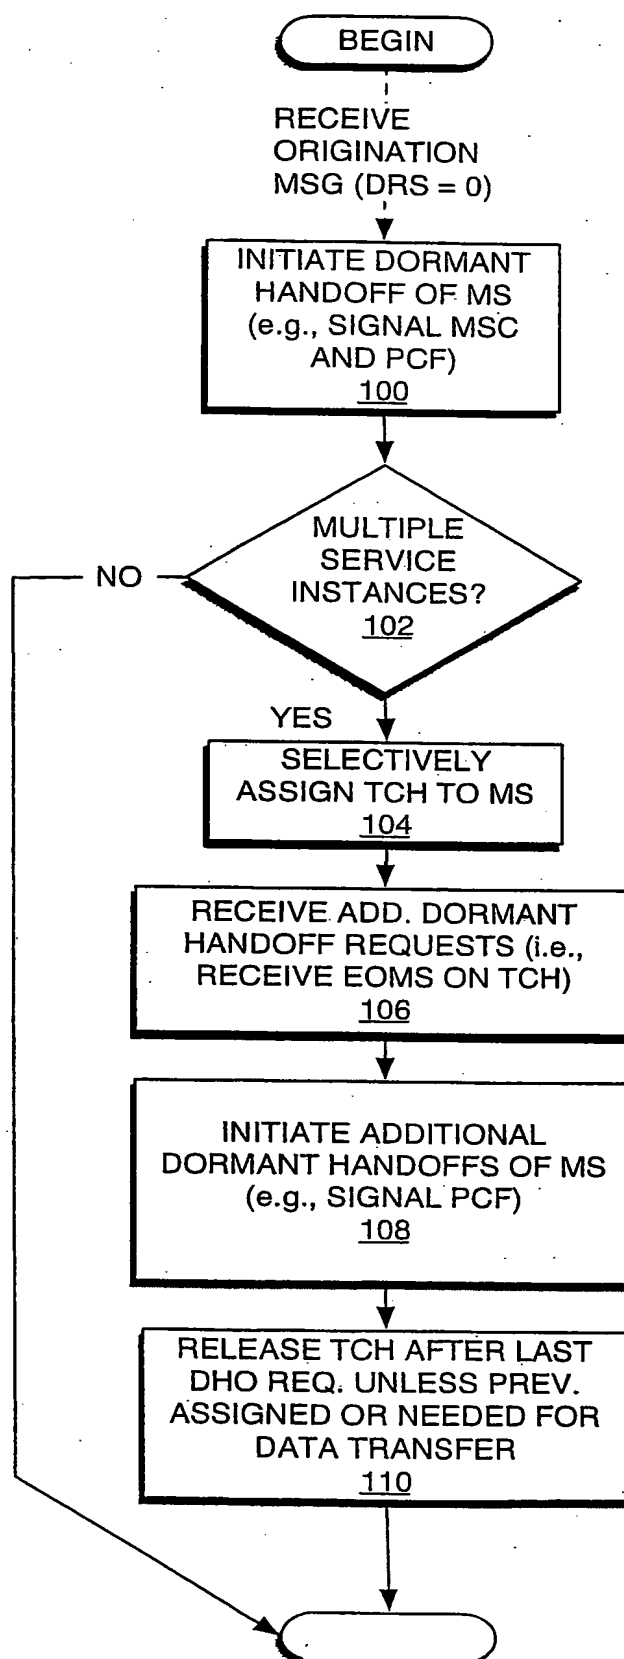 BEGIN
RECEIVE
ORIGINATION
MSG (DRS = 0)
INITIATE DORMANT
HANDOFF OF MS
(e.g., SIGNAL MSC
AND PCF)
100
MULTIPLE
SERVICE
INSTANCES?
102
NO
YES
SELECTIVELY
ASSIGN TCH TO MS
104
RECEIVE ADD. DORMANT
HANDOFF REQUESTS (i.e.,
RECEIVE EOMS ON TCH)
106
INITIATE ADDITIONAL
DORMANT HANDOFFS OF MS
(e.g., SIGNAL PCF)
108
RELEASE TCH AFTER LAST
DHO REQ. UNLESS PREV.
ASSIGNED OR NEEDED FOR
DATA TRANSFER
110